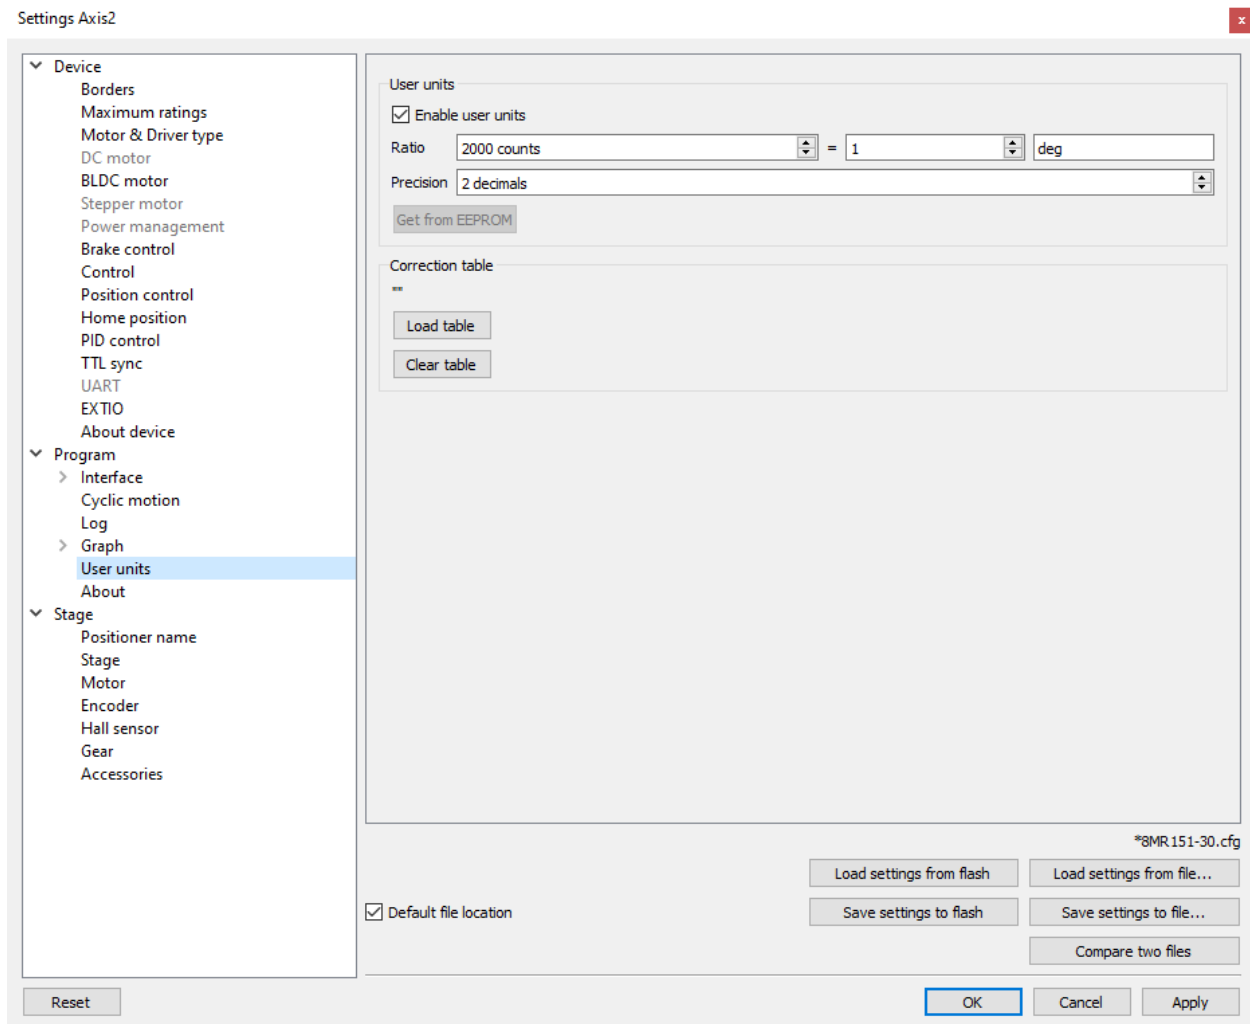 Settings Axis2
x
Device
Borders
Maximum ratings
Motor & Driver type
DC motor
BLDC motor
Stepper motor
Power management
Brake control
Control
Position control
Home position
PID control
TTL sync
UART
EXTIO
About device
Program
Interface
Cyclic motion
Log
Graph
User units
About
Stage
Positioner name
Stage
Motor
Encoder
Hall sensor
Gear
Accessories
User units
Enable user units
Ratio 2000 counts = 1 deg
Precision 2 decimals
Get from EEPROM
Correction table
""
Load table
Clear table
*8MR151-30.cfg
Load settings from flash Load settings from file...
Default file location Save settings to flash Save settings to file...
Compare two files
Reset OK Cancel Apply